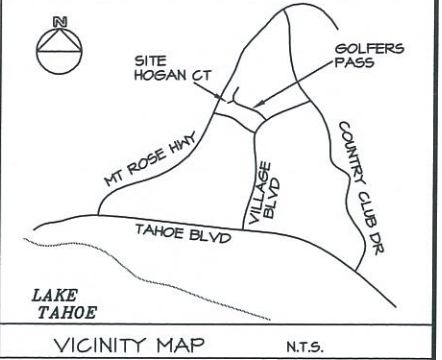 N
GOLFERS
PASS
SITE
HOGAN CT
MT ROSE HWY
VILLAGE
BLVD
COUNTRY CLUB DR
TAHOE BLVD
LAKE
TAHOE
VICINITY MAP N.T.S.